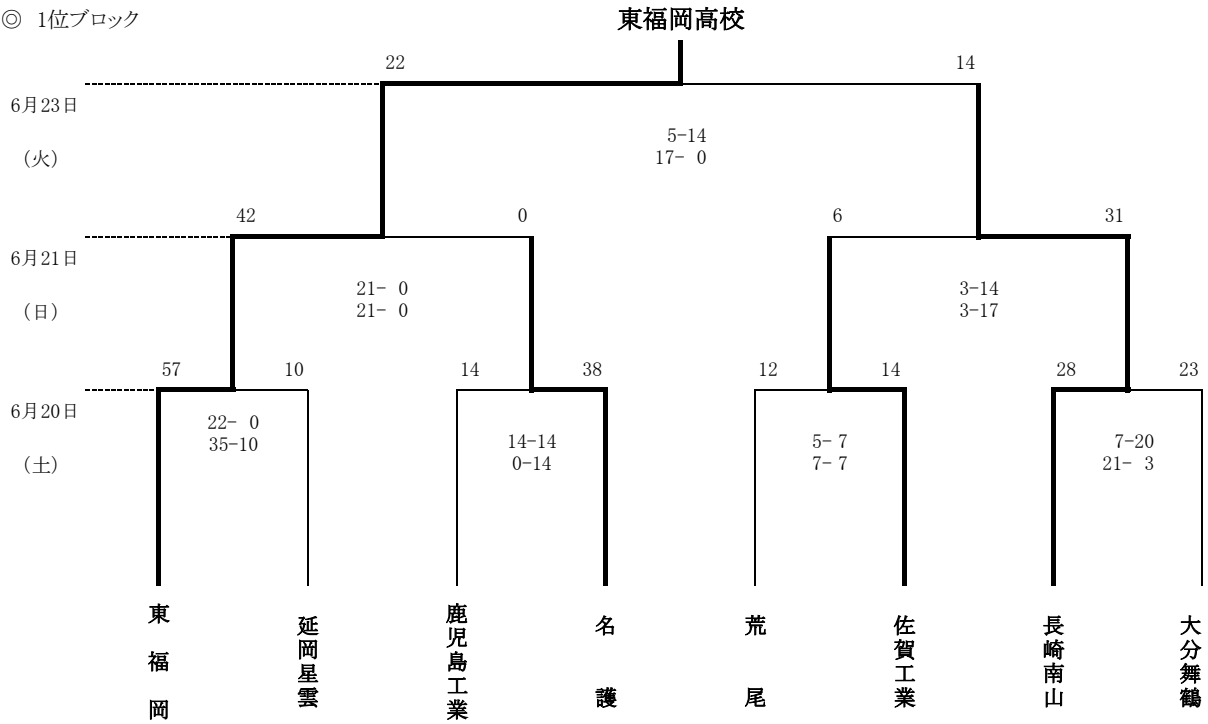 ◎ 1位ブロック
東福岡高校
22
14
6月23日
(火)
5-14
17- 0
42
0
6
31
6月21日
(日)
21- 0
21- 0
3-14
3-17
57
10
14
38
12
14
28
23
6月20日
(土)
22- 0
35-10
14-14
0-14
5- 7
7- 7
7-20
21- 3
東福岡
延岡星雲
鹿児島工業
名護
荒尾
佐賀工業
長崎南山
大分舞鶴